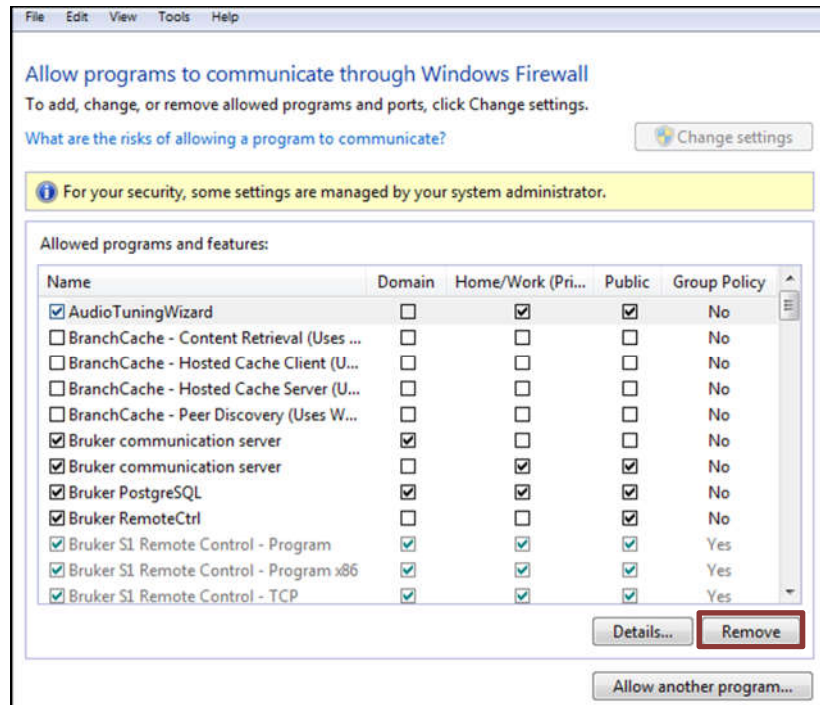 File Edit View Tools Help
Allow programs to communicate through Windows Firewall
To add, change, or remove allowed programs and ports, click Change settings.
What are the risks of allowing a program to communicate?
Change settings
For your security, some settings are managed by your system administrator.
Allowed programs and features:
Name Domain Home/Work (Pri... Public Group Policy
AudioTuningWizard No
BranchCache - Content Retrieval (Uses ... No
BranchCache - Hosted Cache Client (U... No
BranchCache - Hosted Cache Server (U... No
BranchCache - Peer Discovery (Uses W... No
Bruker communication server No
Bruker communication server No
Bruker PostgreSQL No
Bruker RemoteCtrl No
Bruker S1 Remote Control - Program Yes
Bruker S1 Remote Control - Program x86 Yes
Bruker S1 Remote Control - TCP Yes
Details... Remove
Allow another program...